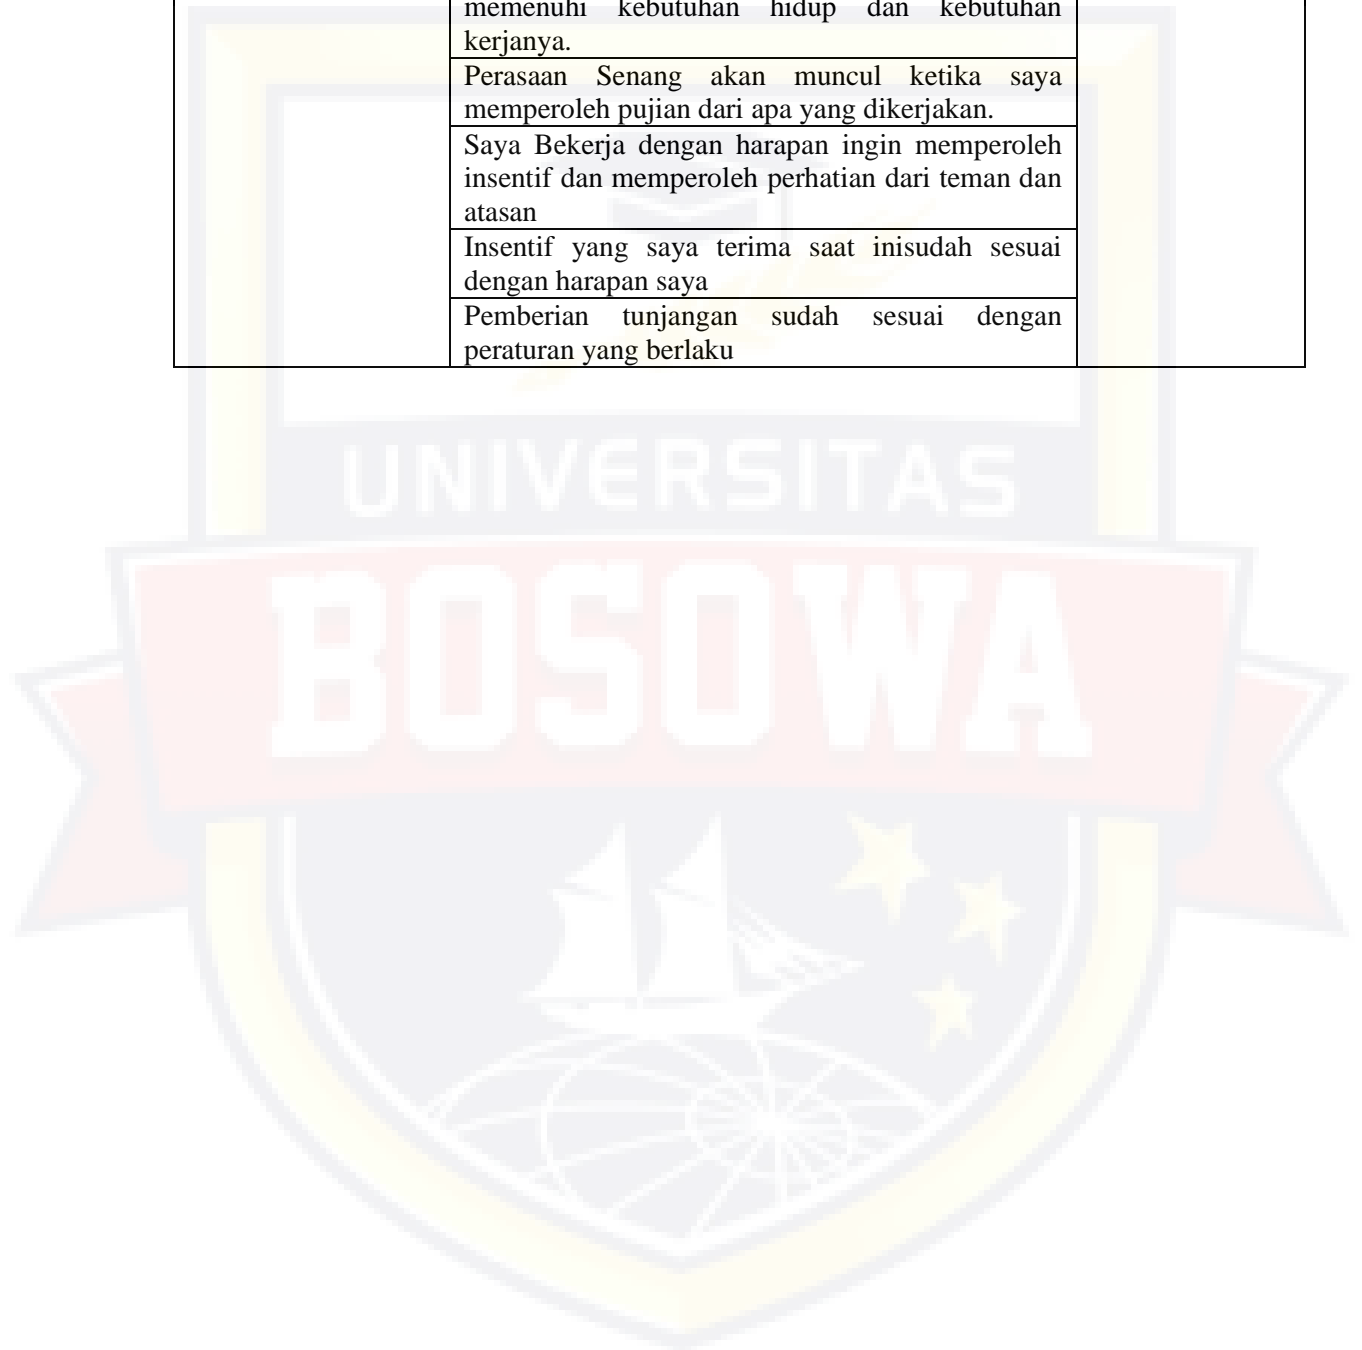 memenuhi kebutuhan hidup dan kebutuhan
kerjanya.
Perasaan Senang akan muncul ketika saya
memperoleh pujian dari apa yang dikerjakan.
Saya Bekerja dengan harapan ingin memperoleh
insentif dan memperoleh perhatian dari teman dan
atasan
Insentif yang saya terima saat inisudah sesuai
dengan harapan saya
Pemberian tunjangan sudah sesuai dengan
peraturan yang berlaku
UNIVERSITAS
BOSOWA